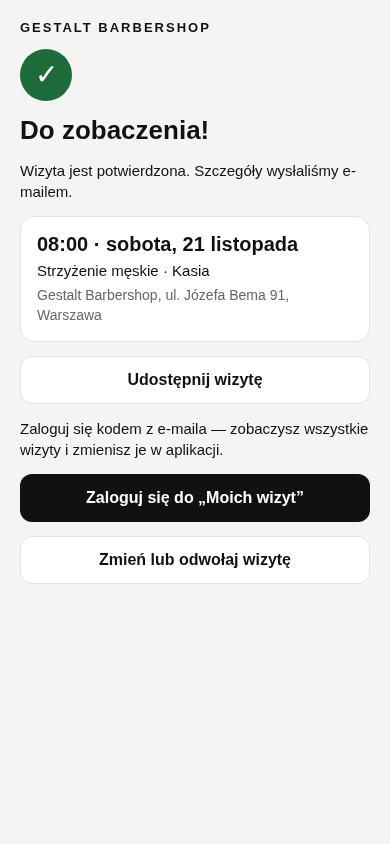 GESTALT BARBERSHOP
✓
Do zobaczenia!
Wizyta jest potwierdzona. Szczegóły wysłaliśmy e-
mailem.
08:00 · sobota, 21 listopada
Strzyżenie męskie · Kasia
Gestalt Barbershop, ul. Józefa Bema 91,
Warszawa
Udostępnij wizytę
Zaloguj się kodem z e-maila — zobaczysz wszystkie
wizyty i zmienisz je w aplikacji.
Zaloguj się do „Moich wizyt”
Zmień lub odwołaj wizytę